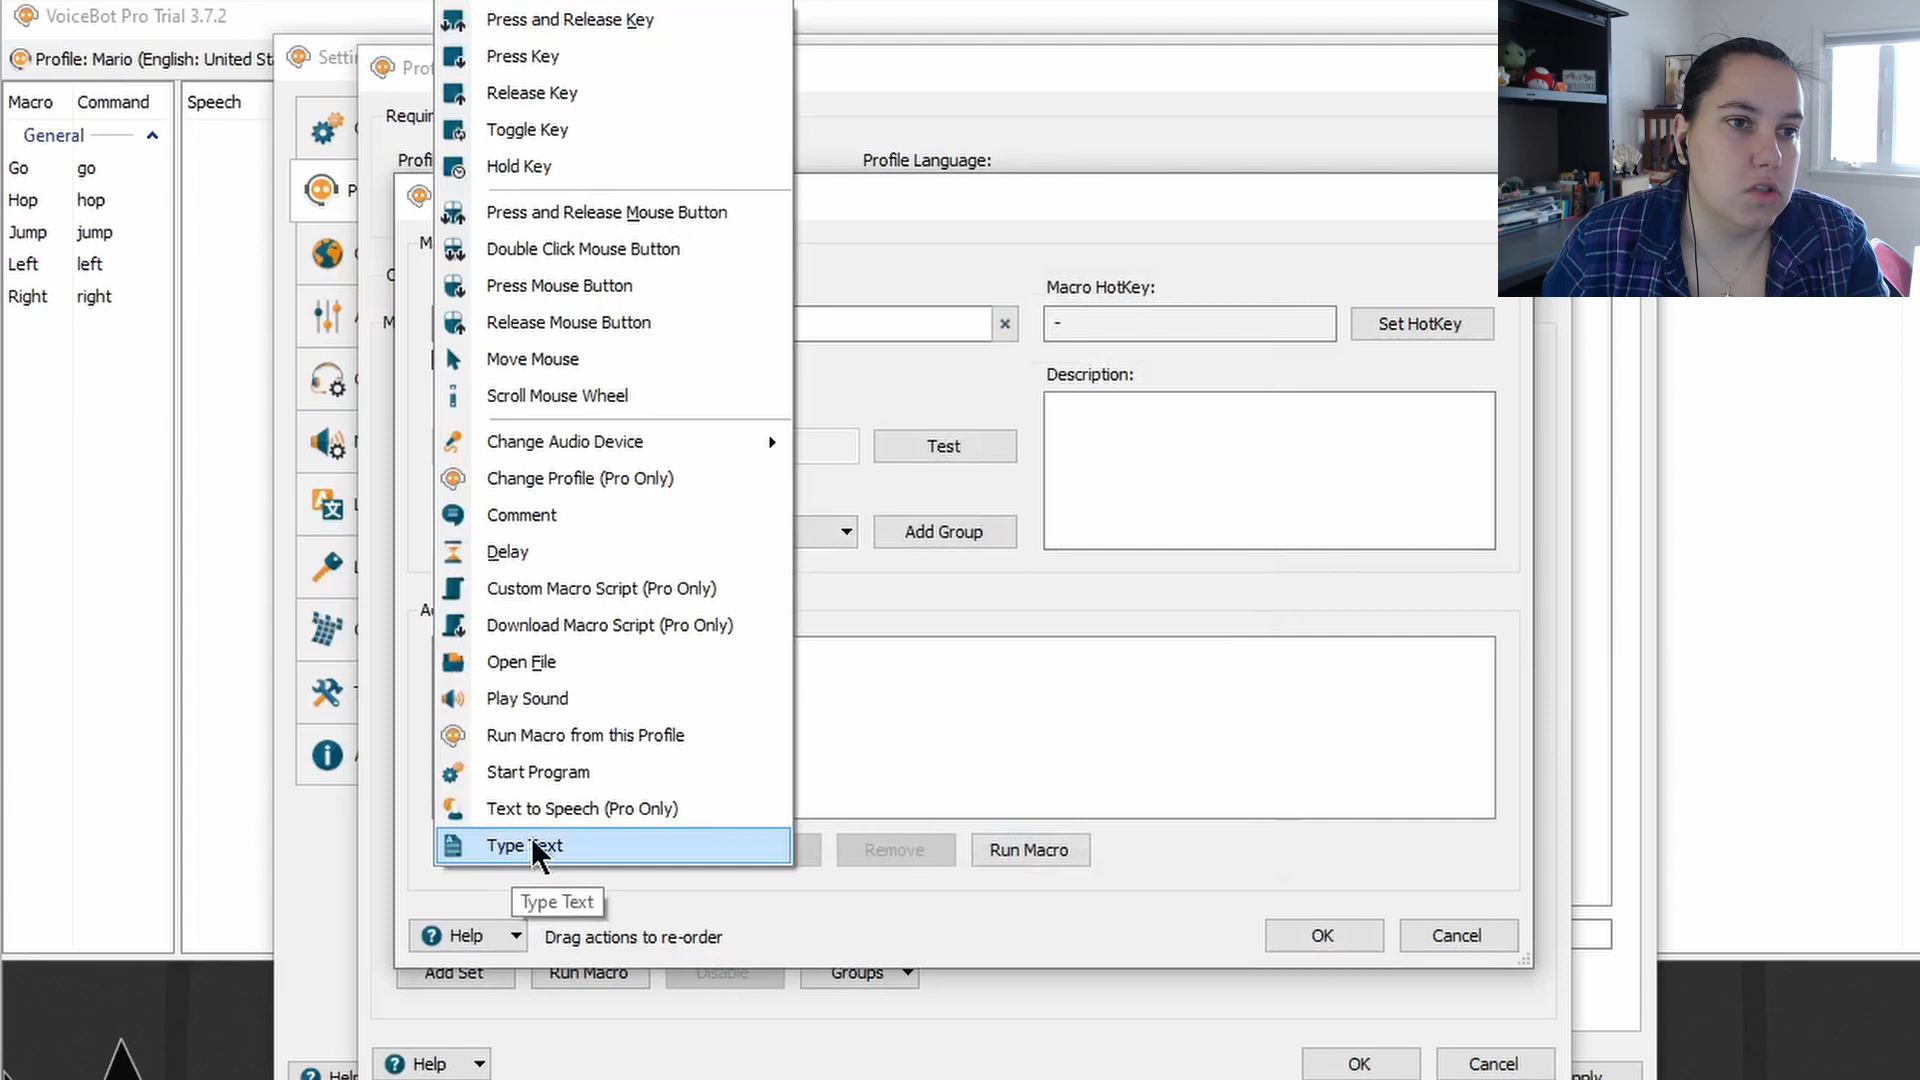 VoiceBot Pro Trial 3.7.2
Profile: Mario (English: United St
Macro Command
Speech
General
Go go
Hop hop
Jump jump
Left left
Right right
Setti
Prof
Requir
Profi
Profile Language:
Press and Release Key
Press Key
Release Key
Toggle Key
Hold Key
Press and Release Mouse Button
Double Click Mouse Button
Press Mouse Button
Release Mouse Button
Move Mouse
Scroll Mouse Wheel
Change Audio Device
Change Profile (Pro Only)
Comment
Delay
Custom Macro Script (Pro Only)
Download Macro Script (Pro Only)
Open File
Play Sound
Run Macro from this Profile
Start Program
Text to Speech (Pro Only)
Type Text
Type Text
Macro HotKey:
-
Set HotKey
Description:
Test
Add Group
Remove
Run Macro
Help
Drag actions to re-order
OK
Cancel
Add Set
Run Macro
Disable
Groups
Help
OK
Cancel
Help
pply